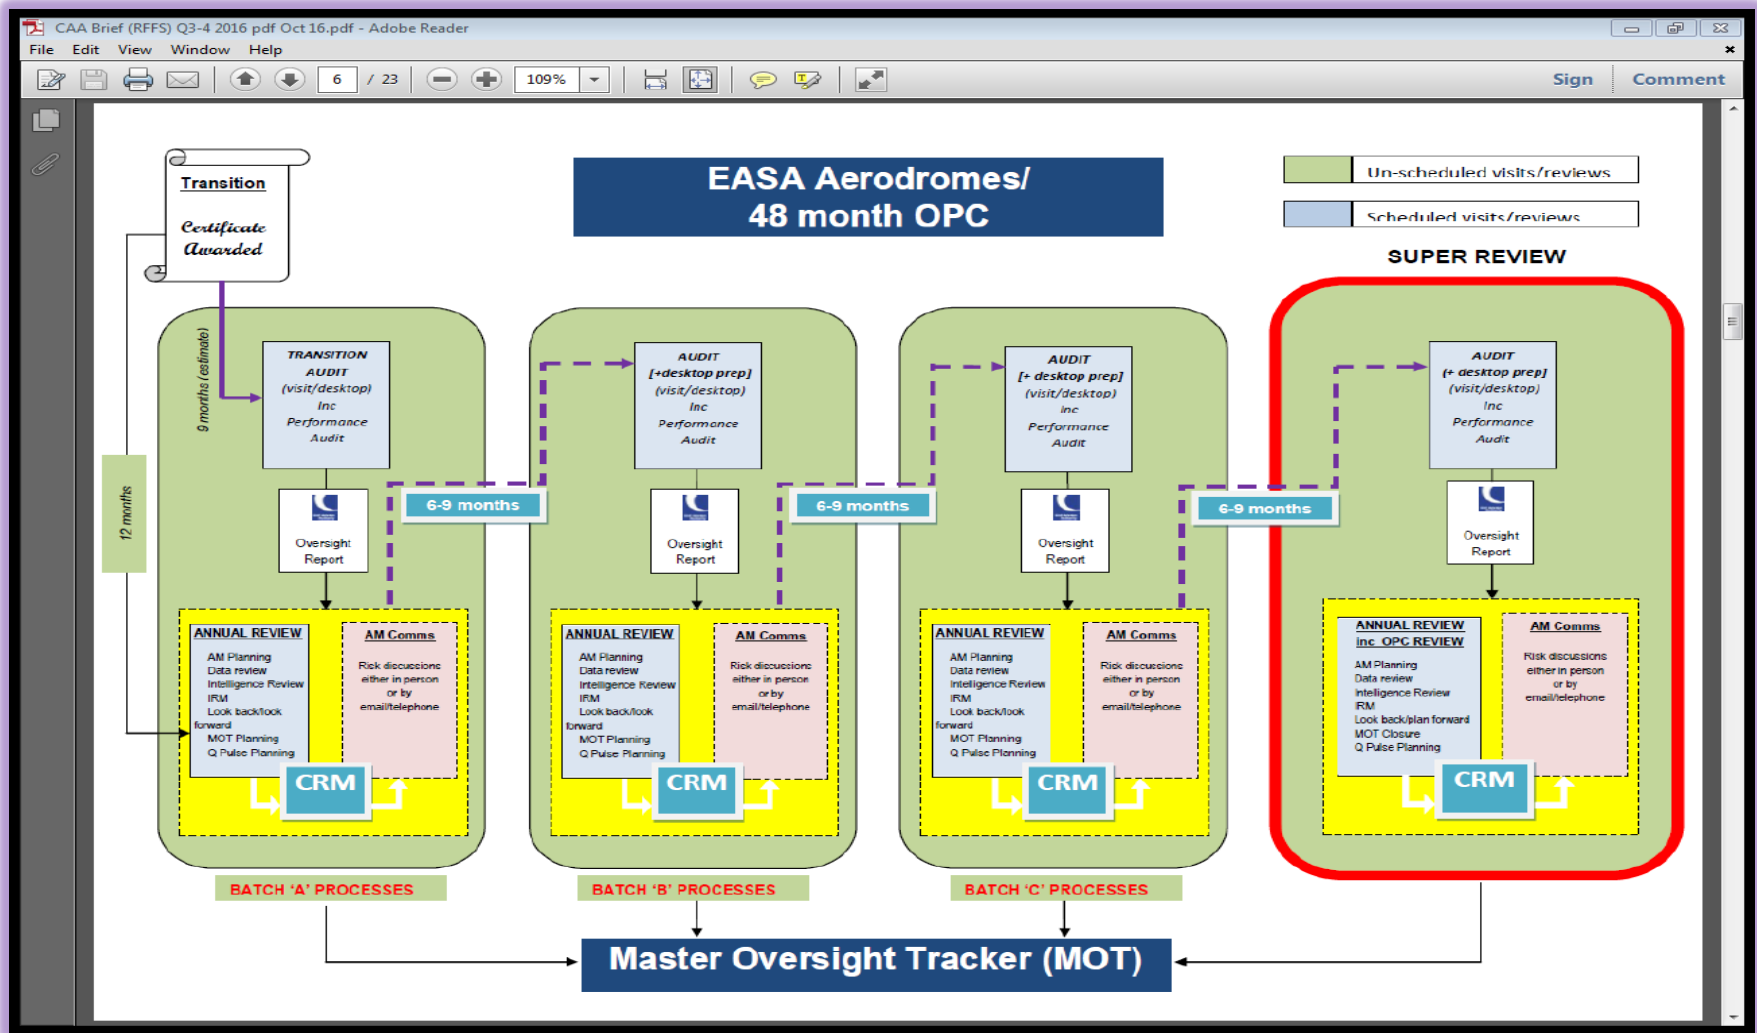 CAA Brief (RFFS) Q3-4 2016 pdf Oct 16.pdf - Adobe Reader
File Edit View Window Help
6 / 23 109% Sign Comment
Transition
Certificate
Awarded
EASA Aerodromes/
48 month OPC
Un-scheduled visits/reviews
Scheduled visits/reviews
SUPER REVIEW
12 months
9 months (estimate)
TRANSITION
AUDIT
(visit/desktop)
Inc
Performance
Audit
Oversight
Report
6-9 months
ANNUAL REVIEW
AM Planning
Data review
Intelligence Review
IRM
Look back/look
forward
MOT Planning
Q Pulse Planning
AM Comms
Risk discussions
either in person
or by
email/telephone
CRM
BATCH ‘A’ PROCESSES
AUDIT
[+desktop prep]
(visit/desktop)
Inc
Performance
Audit
Oversight
Report
6-9 months
ANNUAL REVIEW
AM Planning
Data review
Intelligence Review
IRM
Look back/look
forward
MOT Planning
Q Pulse Planning
AM Comms
Risk discussions
either in person
or by
email/telephone
CRM
BATCH ‘B’ PROCESSES
AUDIT
[+ desktop prep]
(visit/desktop)
Inc
Performance
Audit
Oversight
Report
6-9 months
ANNUAL REVIEW
AM Planning
Data review
Intelligence Review
IRM
Look back/look
forward
MOT Planning
Q Pulse Planning
AM Comms
Risk discussions
either in person
or by
email/telephone
CRM
BATCH ‘C’ PROCESSES
AUDIT
(+ desktop prep]
(visit/desktop)
Inc
Performance
Audit
Oversight
Report
ANNUAL REVIEW
inc OPC REVIEW
AM Planning
Data review
Intelligence Review
IRM
Look back/plan forward
MOT Closure
Q Pulse Planning
AM Comms
Risk discussions
either in person
or by
email/telephone
CRM
Master Oversight Tracker (MOT)